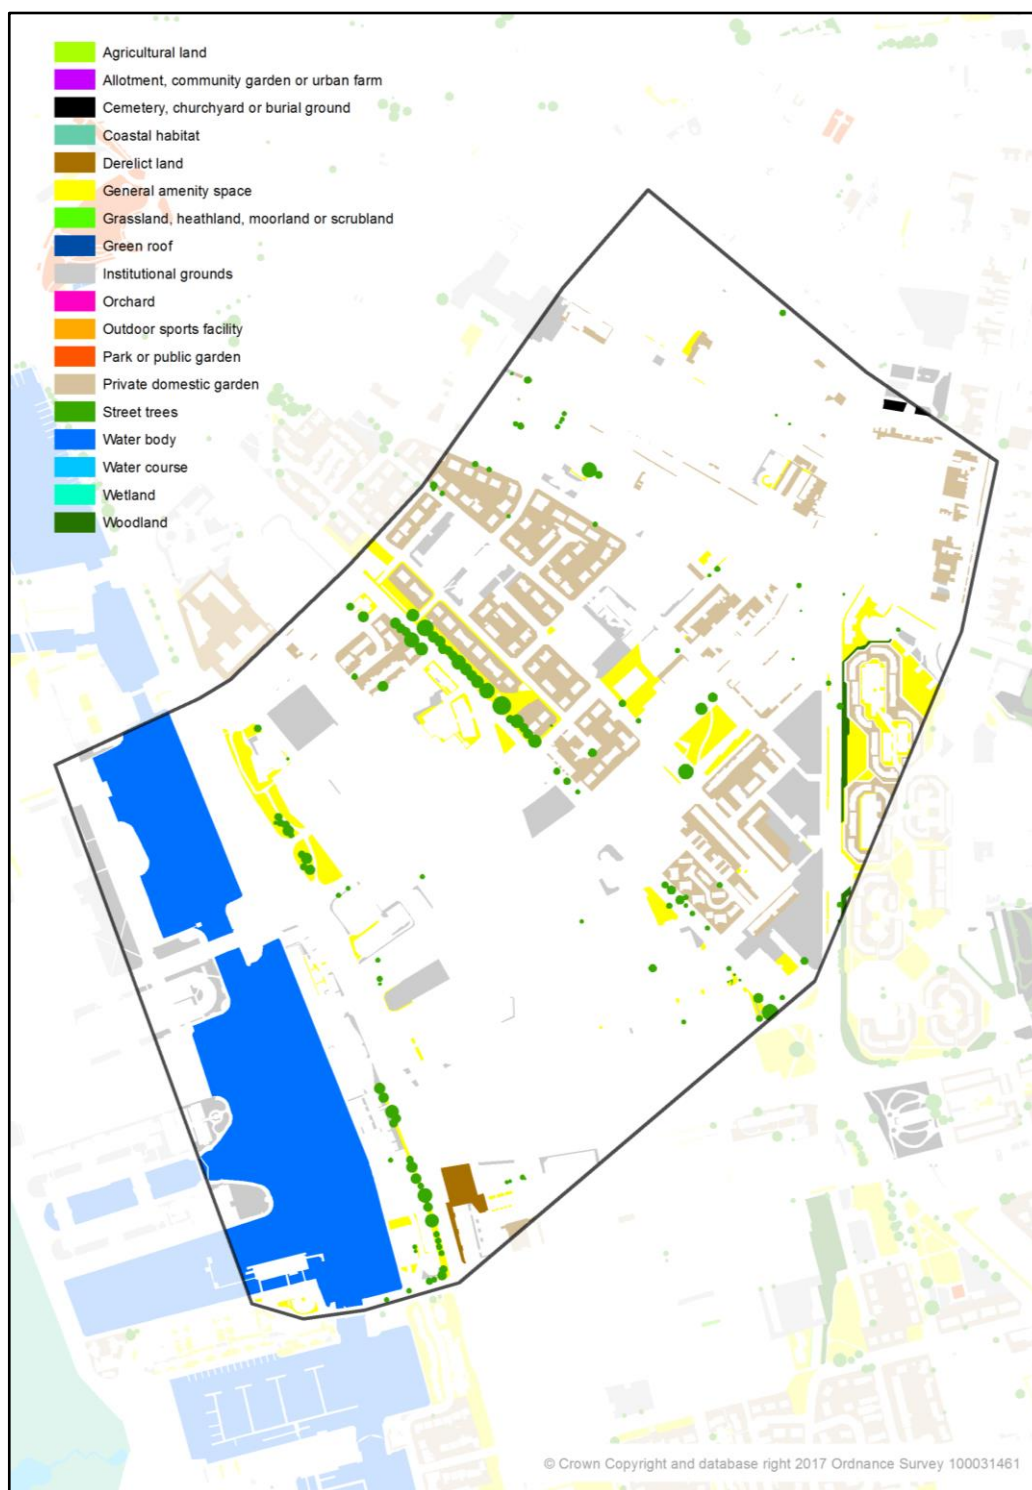 Agricultural land
Allotment, community garden or urban farm
Cemetery, churchyard or burial ground
Coastal habitat
Derelict land
General amenity space
Grassland, heathland, moorland or scrubland
Green roof
Institutional grounds
Orchard
Outdoor sports facility
Park or public garden
Private domestic garden
Street trees
Water body
Water course
Wetland
Woodland
© Crown Copyright and database right 2017 Ordnance Survey 100031461